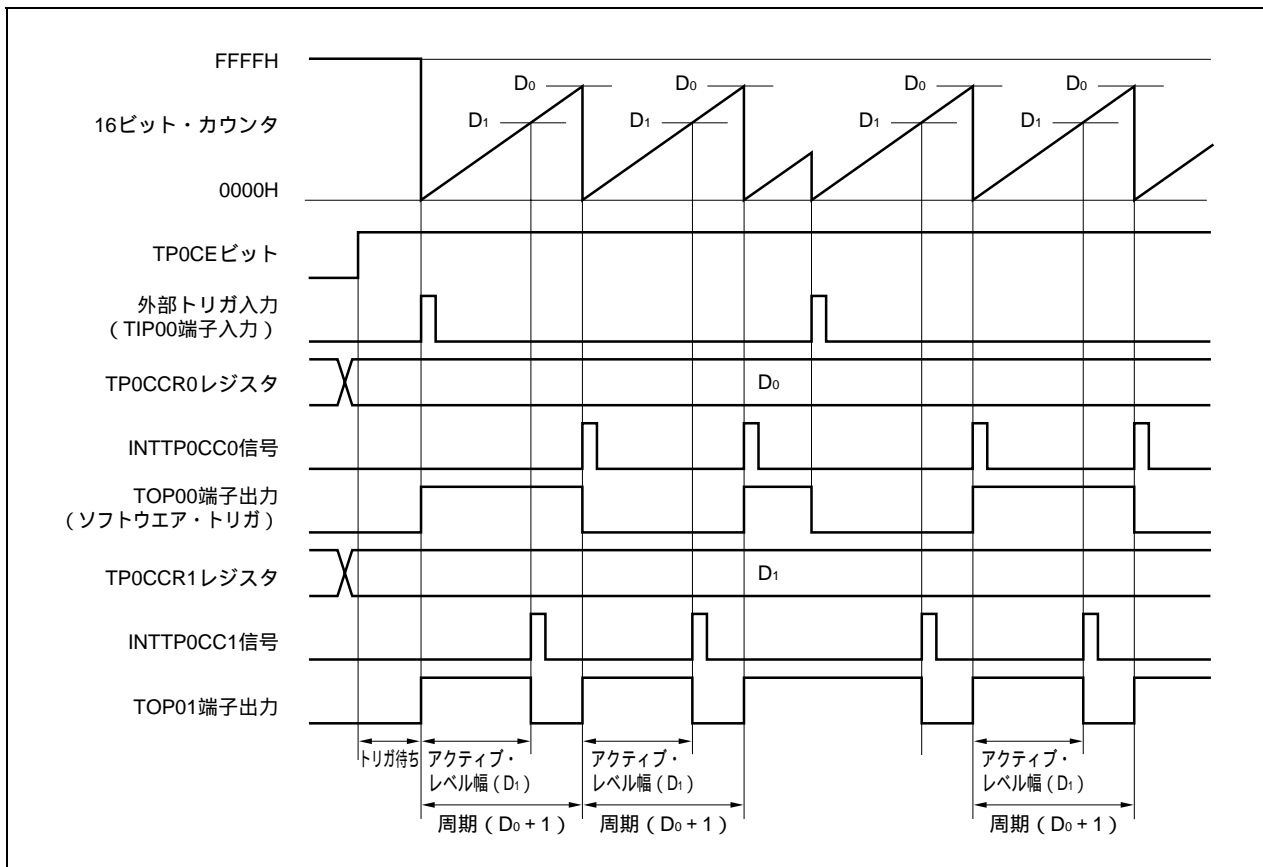 FFFFH
D0 D0 D0 D0
D1 D1 D1 D1
16ビット・カウンタ
0000H
TP0CEビット
外部トリガ入力
(TIP00端子入力)
TP0CCR0レジスタ
D0
INTTP0CC0信号
TOP00端子出力
(ソフトウエア・トリガ)
TP0CCR1レジスタ
D1
INTTP0CC1信号
TOP01端子出力
トリガ待ち アクティブ・ アクティブ・ アクティブ・
レベル幅(D1) レベル幅(D1) レベル幅(D1)
周期(D0+1) 周期(D0+1) 周期(D0+1)